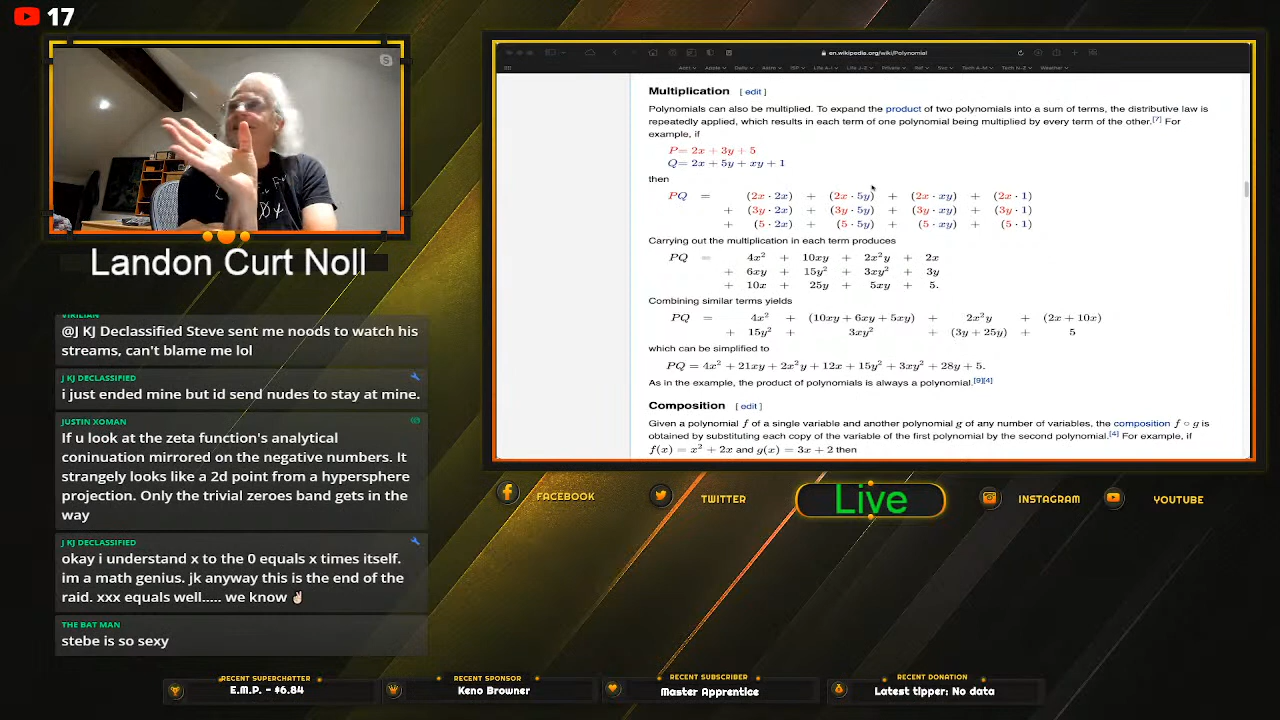 17
en.wikipedia.org/wiki/Polynomial
Multiplication [ edit ]
Polynomials can also be multiplied. To expand the product of two polynomials into a sum of terms, the distributive law is
repeatedly applied, which results in each term of one polynomial being multiplied by every term of the other.[7] For
example, if
P= 2x + 3y + 5
Q= 2x + 5y + xy + 1
then
PQ = (2x · 2x) + (2x · 5y) + (2x · xy) + (2x · 1)
+ (3y · 2x) + (3y · 5y) + (3y · xy) + (3y · 1)
+ (5 · 2x) + (5 · 5y) + (5 · xy) + (5 · 1)
Carrying out the multiplication in each term produces
PQ = 4x² + 10xy + 2x²y + 2x
+ 6xy + 15y² + 3xy² + 3y
+ 10x + 25y + 5xy + 5.
Combining similar terms yields
PQ = 4x² + (10xy + 6xy + 5xy) + 2x²y + (2x + 10x)
+ 15y² + 3xy² + (3y + 25y) + 5
which can be simplified to
PQ = 4x² + 21xy + 2x²y + 12x + 15y² + 3xy² + 28y + 5.
As in the example, the product of polynomials is always a polynomial.[9][4]
Composition [ edit ]
Given a polynomial f of a single variable and another polynomial g of any number of variables, the composition f ∘ g is
obtained by substituting each copy of the variable of the first polynomial by the second polynomial.[4] For example, if
f(x) = x² + 2x and g(x) = 3x + 2 then
Landon Curt Noll
VIRILIAN
@J KJ Declassified Steve sent me noods to watch his
streams, can't blame me lol
J KJ DECLASSIFIED
i just ended mine but id send nudes to stay at mine.
JUSTIN XOMAN
If u look at the zeta function's analytical
coninuation mirrored on the negative numbers. It
strangely looks like a 2d point from a hypersphere
projection. Only the trivial zeroes band gets in the
way
J KJ DECLASSIFIED
okay i understand x to the 0 equals x times itself.
im a math genius. jk anyway this is the end of the
raid. xxx equals well..... we know ✌🏻
THE BAT MAN
stebe is so sexy
FACEBOOK
TWITTER
Live
INSTAGRAM
YOUTUBE
RECENT SUPERCHATTER
E.M.P. - $6.84
RECENT SPONSOR
Keno Browner
RECENT SUBSCRIBER
Master Apprentice
RECENT DONATION
Latest tipper: No data